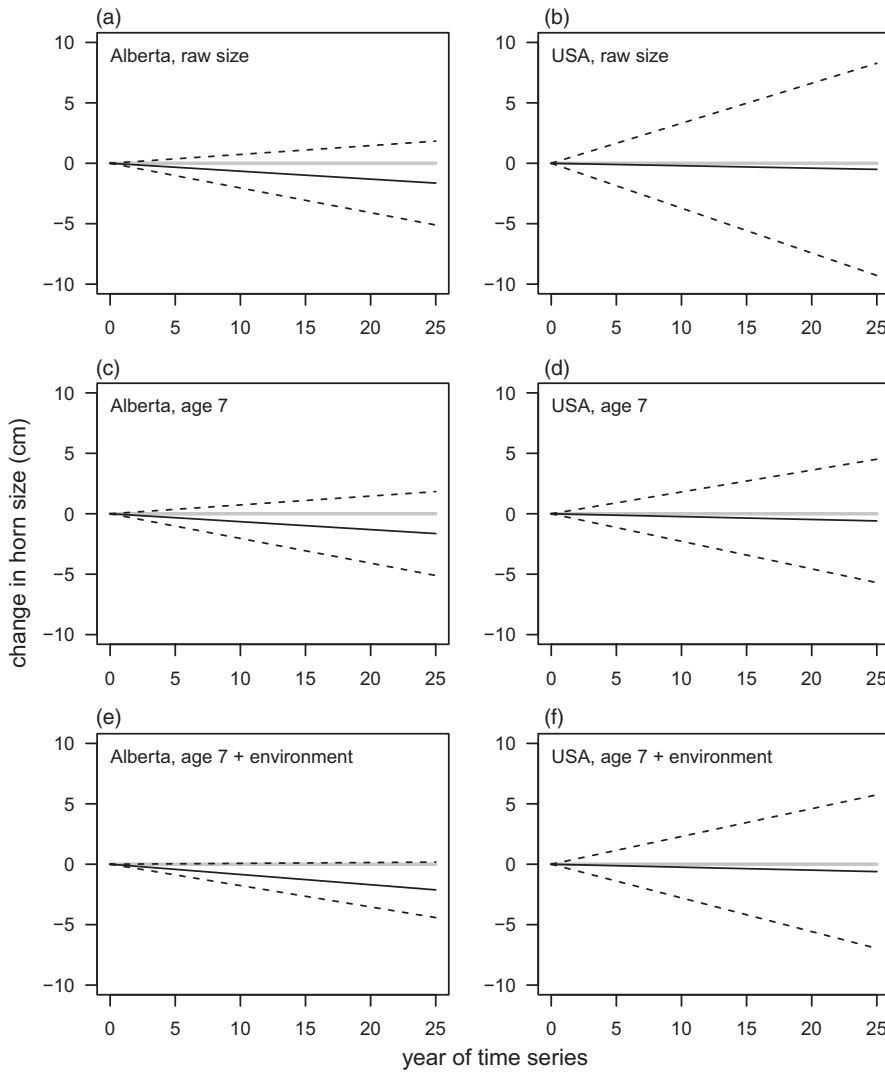 (a)
Alberta, raw size
10
5
0
−5
−10
0 5 10 15 20 25
(b)
USA, raw size
10
5
0
−5
−10
0 5 10 15 20 25
(c)
Alberta, age 7
10
5
0
−5
−10
0 5 10 15 20 25
(d)
USA, age 7
10
5
0
−5
−10
0 5 10 15 20 25
(e)
Alberta, age 7 + environment
10
5
0
−5
−10
0 5 10 15 20 25
(f)
USA, age 7 + environment
10
5
0
−5
−10
0 5 10 15 20 25
change in horn size (cm)
year of time series